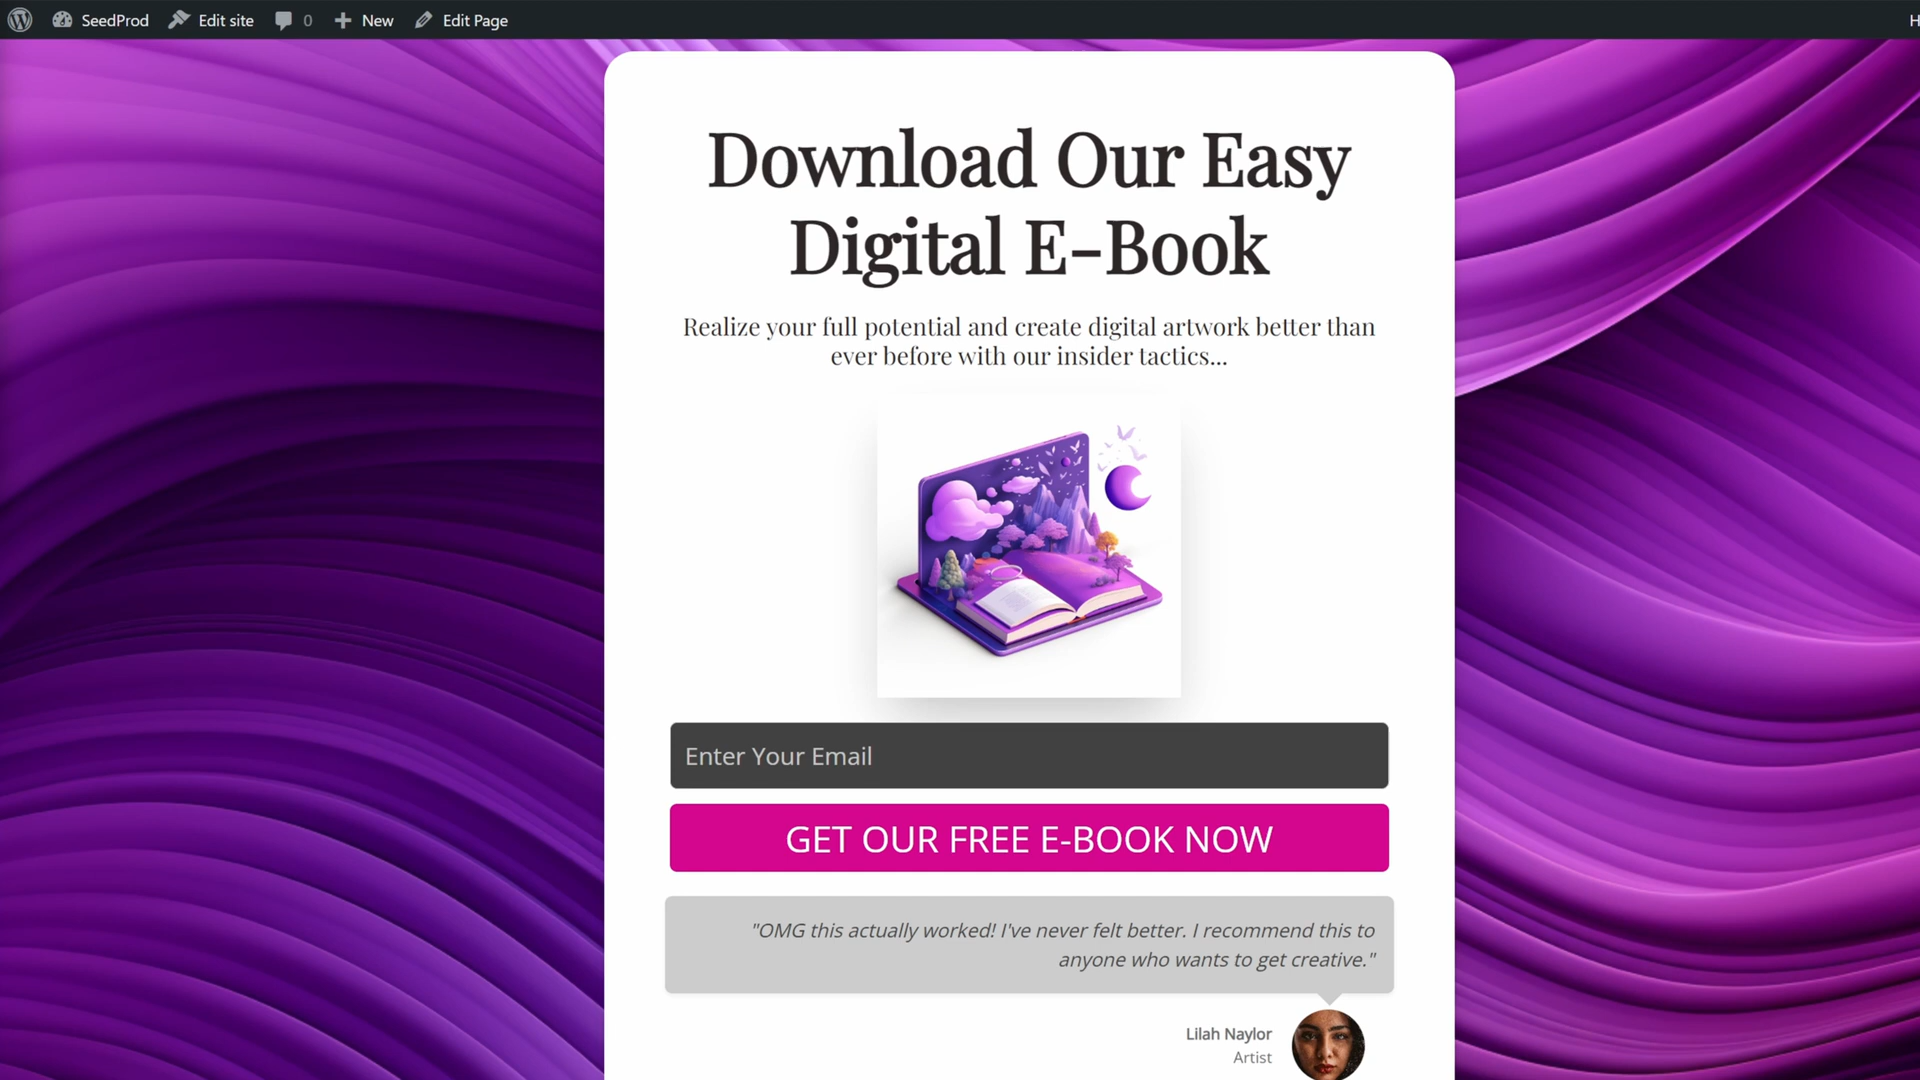 SeedProd Edit site 0 New Edit Page H
Download Our Easy
Digital E-Book
Realize your full potential and create digital artwork better than
ever before with our insider tactics...
Enter Your Email
GET OUR FREE E-BOOK NOW
"OMG this actually worked! I've never felt better. I recommend this to
anyone who wants to get creative."
Lilah Naylor
Artist